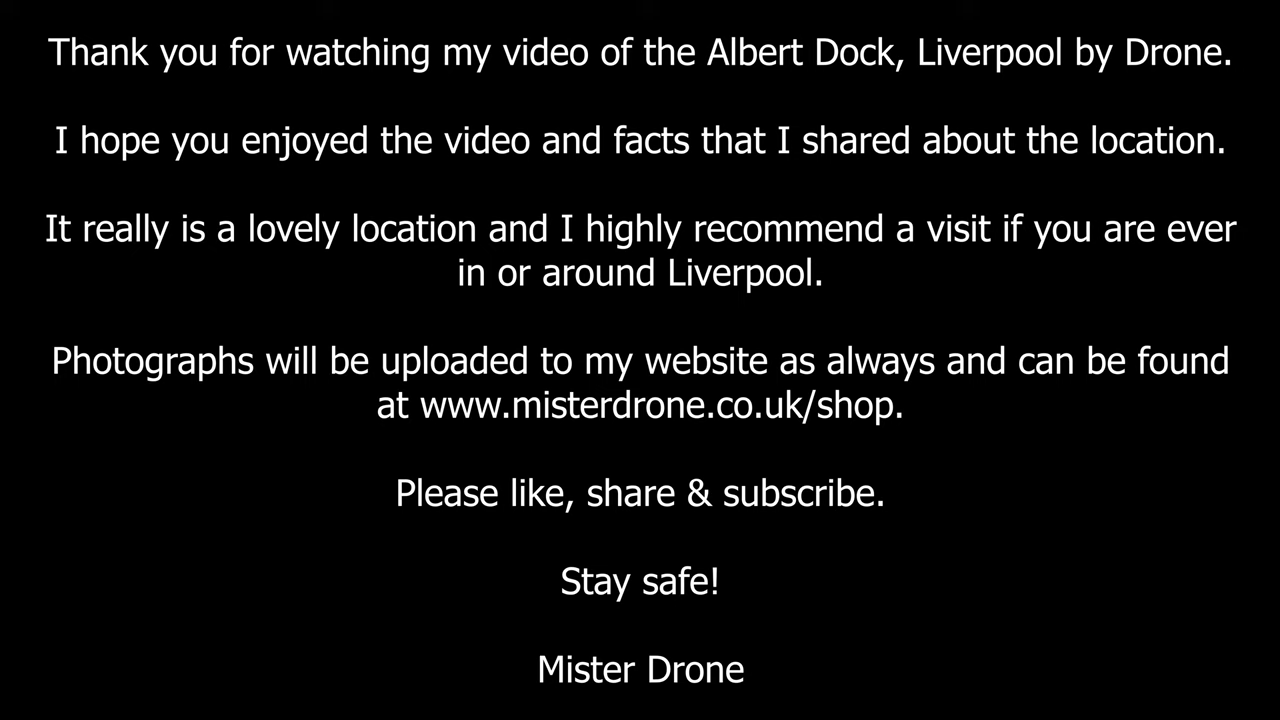 Thank you for watching my video of the Albert Dock, Liverpool by Drone.
I hope you enjoyed the video and facts that I shared about the location.
It really is a lovely location and I highly recommend a visit if you are ever
in or around Liverpool.
Photographs will be uploaded to my website as always and can be found
at www.misterdrone.co.uk/shop.
Please like, share & subscribe.
Stay safe!
Mister Drone